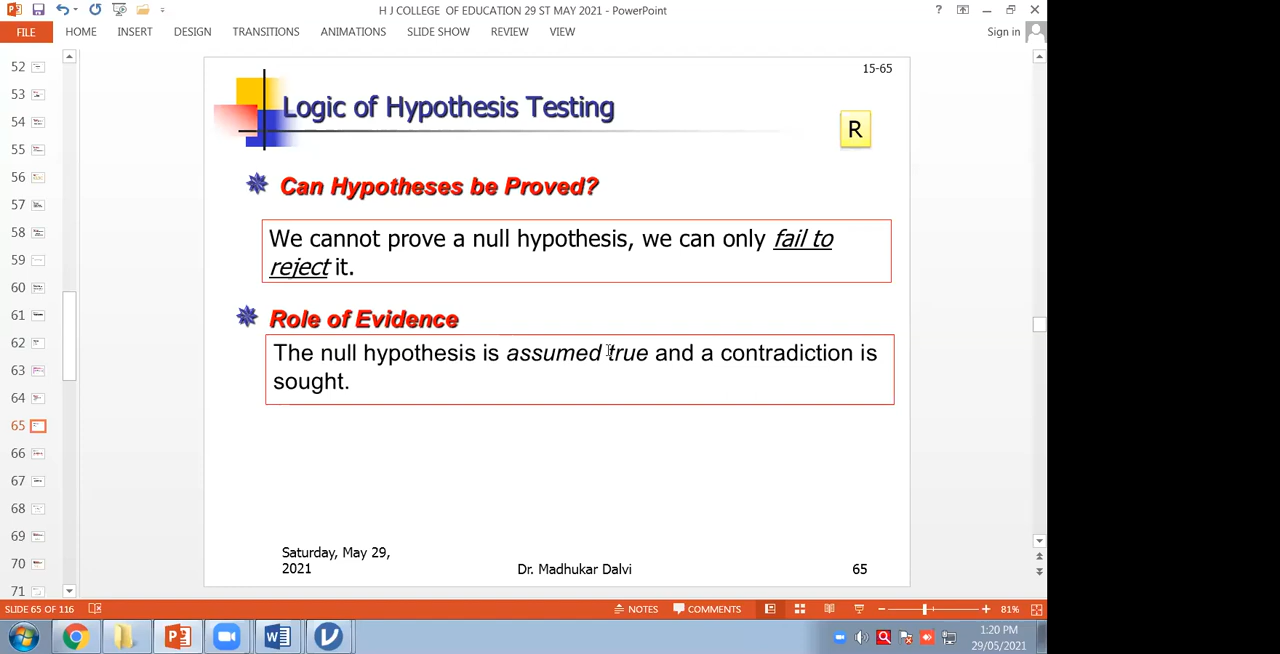 H J COLLEGE OF EDUCATION 29 ST MAY 2021 - PowerPoint
?
FILE
HOME
INSERT
DESIGN
TRANSITIONS
ANIMATIONS
SLIDE SHOW
REVIEW
VIEW
Sign in
52
53
54
55
56
57
58
59
60
61
62
63
64
65
66
67
68
69
70
71
15-65
Logic of Hypothesis Testing
R
Can Hypotheses be Proved?
We cannot prove a null hypothesis, we can only fail to
reject it.
Role of Evidence
The null hypothesis is assumed true and a contradiction is
sought.
Saturday, May 29,
2021
Dr. Madhukar Dalvi
65
SLIDE 65 OF 116
NOTES
COMMENTS
81%
1:20 PM
29/05/2021